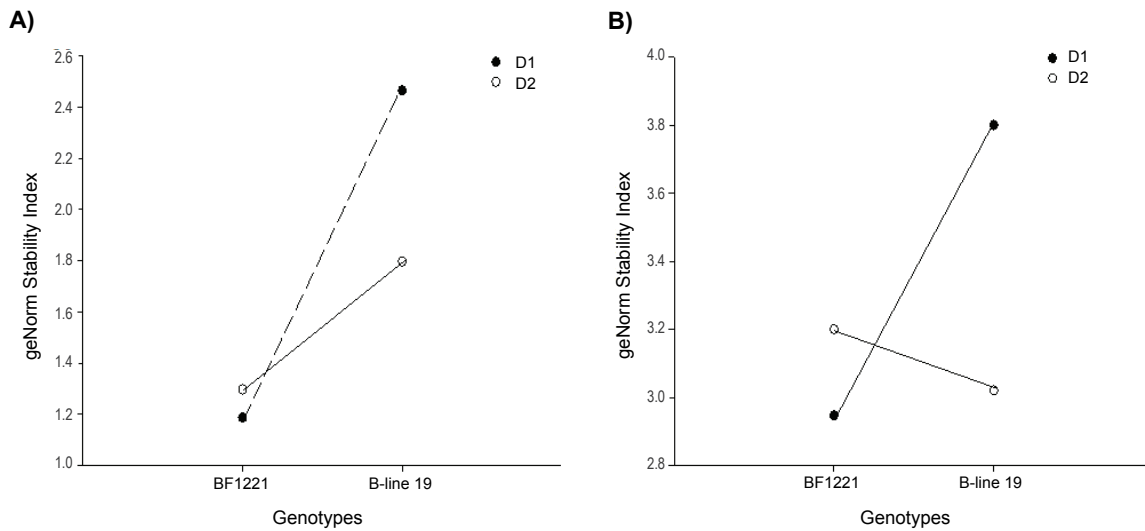 A)
geNorm Stability Index
2.6
2.4
2.2
2.0
1.8
1.6
1.4
1.2
1.0
D1
D2
BF1221 B-line 19
Genotypes
B)
geNorm Stability Index
4.0
3.8
3.6
3.4
3.2
3.0
2.8
D1
D2
BF1221 B-line 19
Genotypes